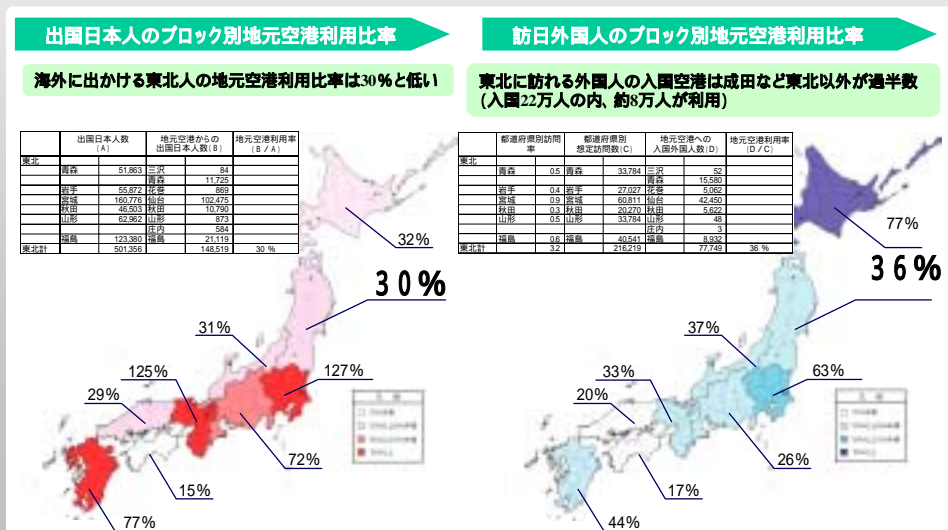 出国日本人のブロック別地元空港利用比率
海外に出かける東北人の地元空港利用比率は30％と低い
出国日本人数（A） 地元空港からの出国日本人数（B） 地元空港利用率（B / A）
東北
青森 51,863 三沢 84
青森 11,725
岩手 55,872 花巻 869
宮城 160,776 仙台 102,475
秋田 46,503 秋田 10,790
山形 62,962 山形 873
庄内 584
福島 123,380 福島 21,119
東北計 501,356 148,519 30 %
32%
30%
31%
125%
127%
29%
72%
15%
77%
訪日外国人のブロック別地元空港利用比率
東北に訪れる外国人の入国空港は成田など東北以外が過半数
(入国22万人の内、約8万人が利用)
都道府県別訪問率 都道府県別想定訪問数(C) 地元空港への入国外国人数(D) 地元空港利用率(D / C)
東北
青森 0.5 青森 33,784 三沢 52
青森 15,580
岩手 0.4 岩手 27,027 花巻 5,062
宮城 0.9 宮城 60,811 仙台 42,450
秋田 0.3 秋田 20,270 秋田 5,622
山形 0.5 山形 33,784 山形 48
庄内 3
福島 0.6 福島 40,541 福島 8,932
東北計 3.2 216,219 77,749 36 %
77%
36%
37%
33%
63%
20%
26%
17%
44%